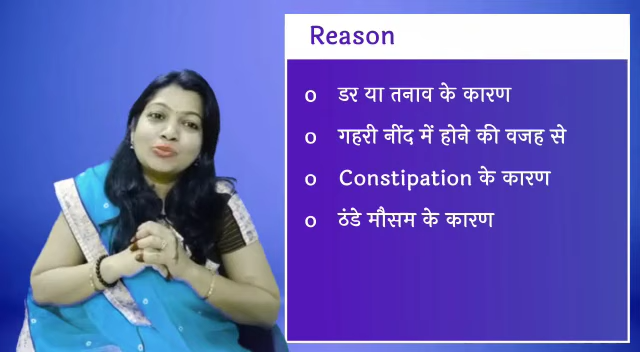 Reason
o डर या तनाव के कारण
o गहरी नींद में होने की वजह से
o Constipation के कारण
o ठंडे मौसम के कारण